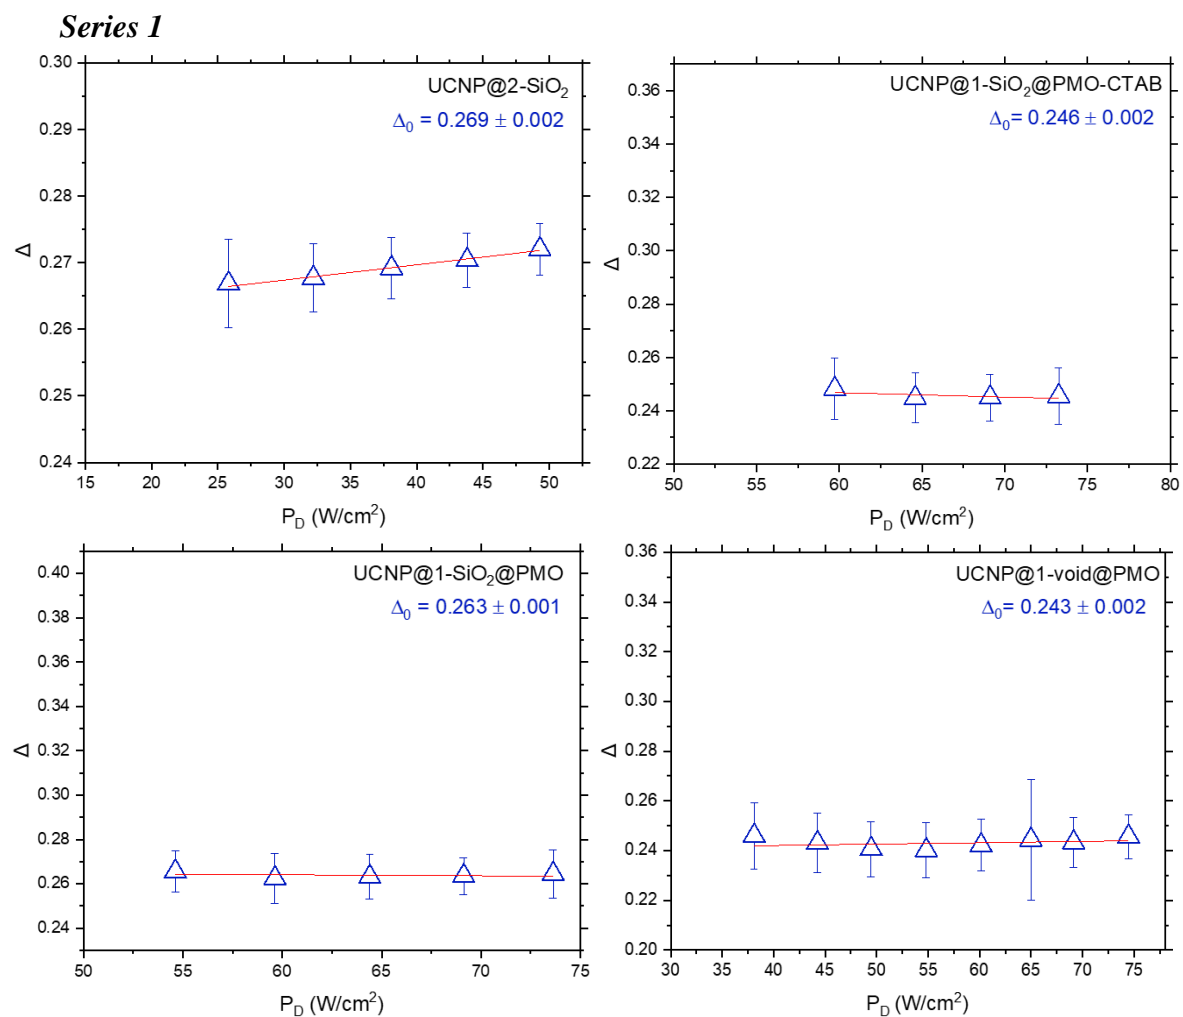 Series 1
UCNP@2-SiO₂
Δ₀ = 0.269 ± 0.002
0.30
0.29
0.28
0.27
0.26
0.25
0.24
Δ
15 20 25 30 35 40 45 50
P_D (W/cm²)
UCNP@1-SiO₂@PMO-CTAB
Δ₀= 0.246 ± 0.002
0.36
0.34
0.32
0.30
0.28
0.26
0.24
0.22
Δ
50 55 60 65 70 75 80
P_D (W/cm²)
UCNP@1-SiO₂@PMO
Δ₀ = 0.263 ± 0.001
0.40
0.38
0.36
0.34
0.32
0.30
0.28
0.26
0.24
Δ
50 55 60 65 70 75
P_D (W/cm²)
UCNP@1-void@PMO
Δ₀= 0.243 ± 0.002
0.36
0.34
0.32
0.30
0.28
0.26
0.24
0.22
0.20
Δ
30 35 40 45 50 55 60 65 70 75
P_D (W/cm²)